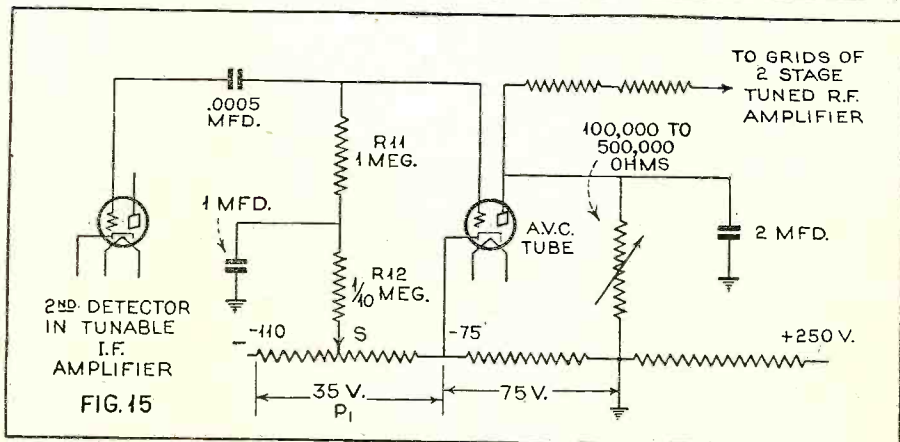 TO GRIDS OF
2 STAGE
TUNED R.F.
AMPLIFIER
.0005
MFD.
R11
1 MEG.
100,000 TO
500,000
OHMS
1 MFD.
A.V.C.
TUBE
2 MFD.
R12
1/10 MEG.
2ND. DETECTOR
IN TUNABLE
I.F.
AMPLIFIER
FIG. 15
-110
S
-75
+250 V.
35 V.
P1
75 V.